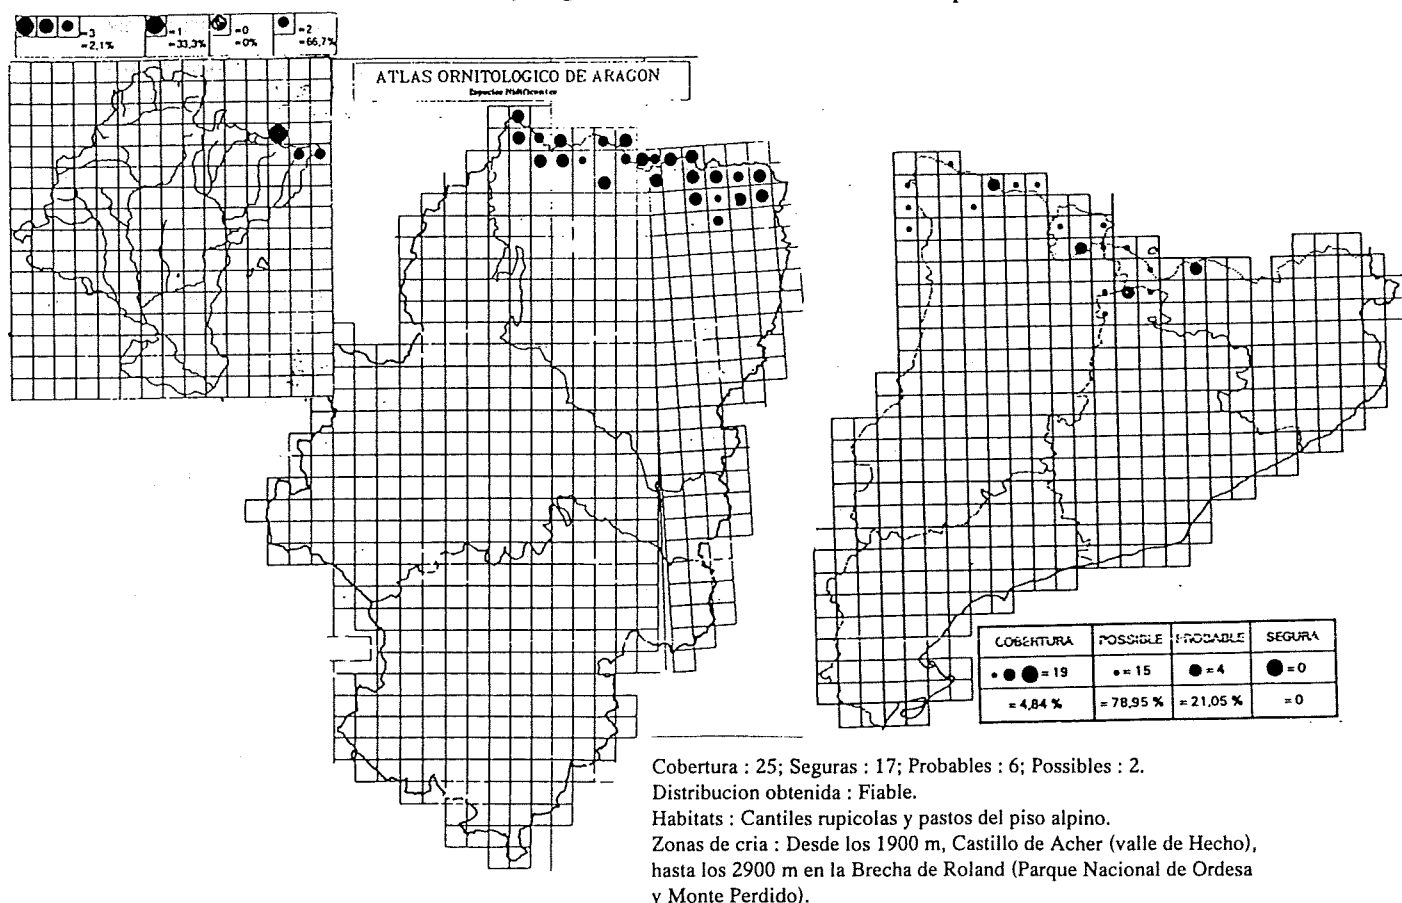 =3
=2,1%
=1
=33,3%
=0
=0%
=2
=66,7%
ATLAS ORNITOLOGICO DE ARAGON
Especies Nidificantes
COBERTURA POSSIBLE PROBABLE SEGURA
= 19 = 15 = 4 = 0
= 4,84 % = 78,95 % = 21,05 % = 0
Cobertura : 25; Seguras : 17; Probables : 6; Possibles : 2.
Distribucion obtenida : Fiable.
Habitats : Cantiles rupicolas y pastos del piso alpino.
Zonas de cria : Desde los 1900 m, Castillo de Acher (valle de Hecho),
hasta los 2900 m en la Brecha de Roland (Parque Nacional de Ordesa
y Monte Perdido).